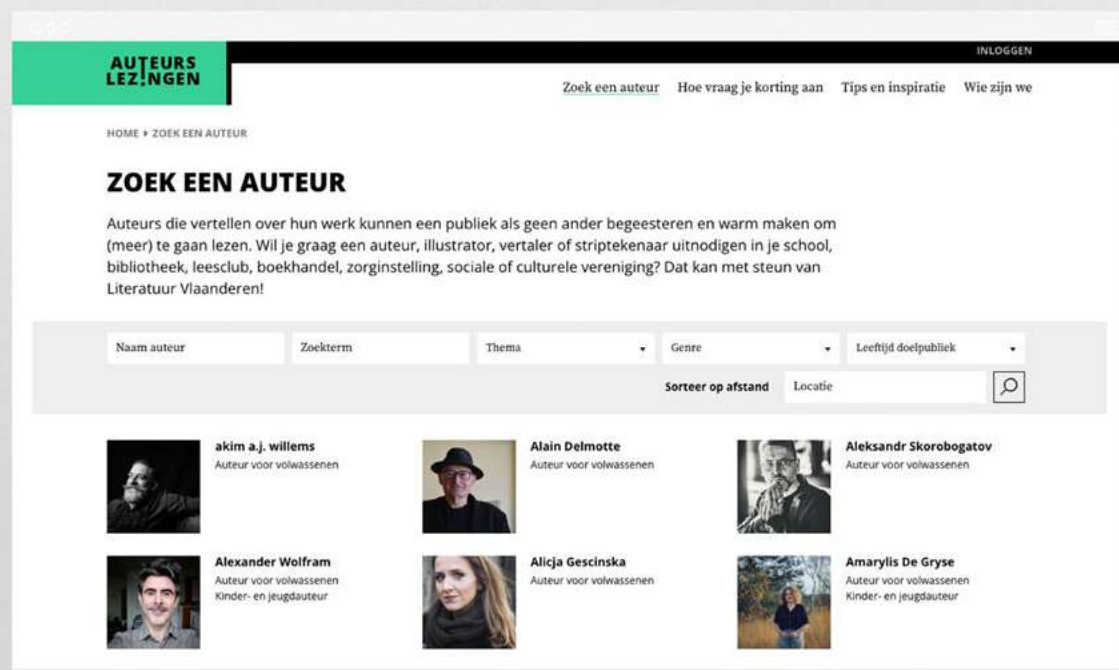 AUTEURS
LEZ!NGEN
INLOGGEN
Zoek een auteur Hoe vraag je korting aan Tips en inspiratie Wie zijn we
HOME ▸ ZOEK EEN AUTEUR
ZOEK EEN AUTEUR
Auteurs die vertellen over hun werk kunnen een publiek als geen ander begeesteren en warm maken om
(meer) te gaan lezen. Wil je graag een auteur, illustrator, vertaler of striptekenaar uitnodigen in je school,
bibliotheek, leesclub, boekhandel, zorginstelling, sociale of culturele vereniging? Dat kan met steun van
Literatuur Vlaanderen!
Naam auteur Zoekterm Thema Genre Leeftijd doelpubliek
Sorteer op afstand Locatie
akim a.j. willems
Auteur voor volwassenen
Alain Delmotte
Auteur voor volwassenen
Aleksandr Skorobogatov
Auteur voor volwassenen
Alexander Wolfram
Auteur voor volwassenen
Kinder- en jeugdauteur
Alicja Gescinska
Auteur voor volwassenen
Amarylis De Gryse
Auteur voor volwassenen
Kinder- en jeugdauteur